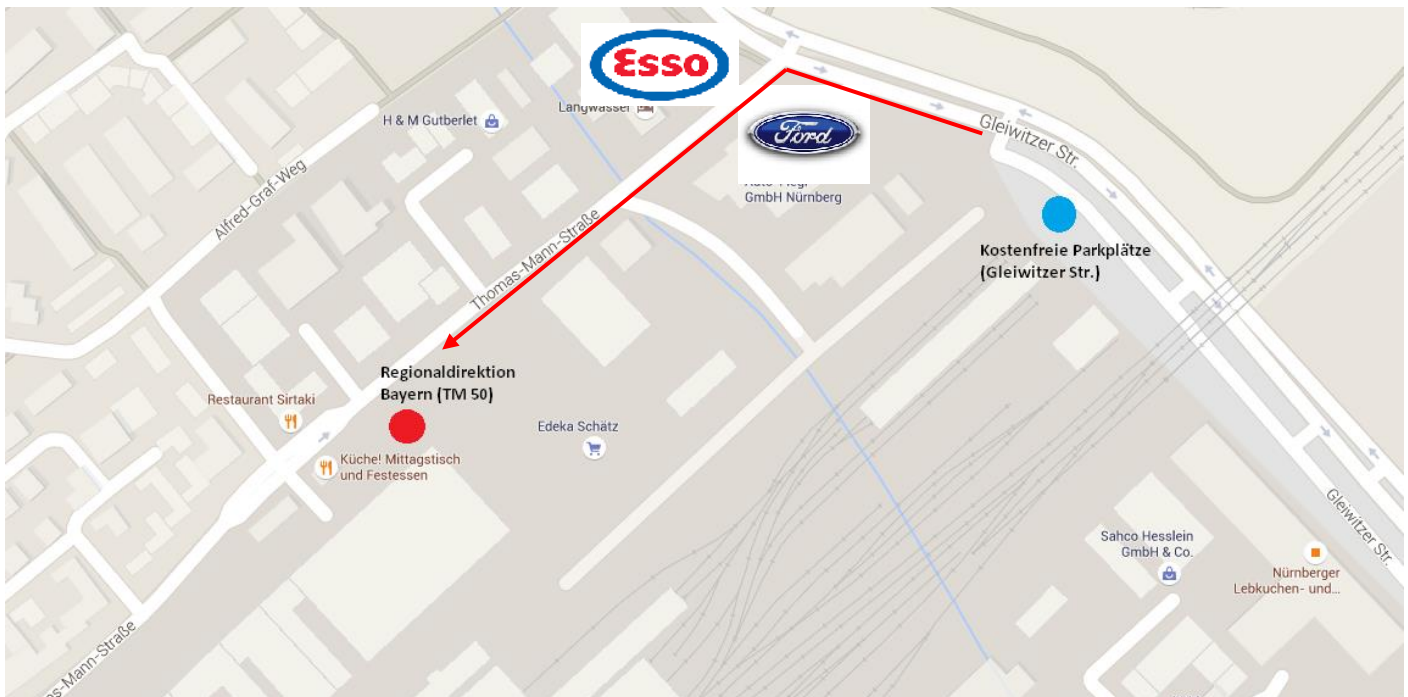 Esso
Langwasser
H & M Gutberlet
Ford
GmbH Nürnberg
Gleiwitzer Str.
Alfred-Graf-Weg
Thomas-Mann-Straße
Kostenfreie Parkplätze
(Gleiwitzer Str.)
Regionaldirektion
Bayern (TM 50)
Restaurant Sirtaki
Edeka Schätz
Küche! Mittagstisch
und Festessen
Gleiwitzer Str.
Sahco Hesslein
GmbH & Co.
Nürnberger
Lebkuchen- und...
as-Mann-Straße